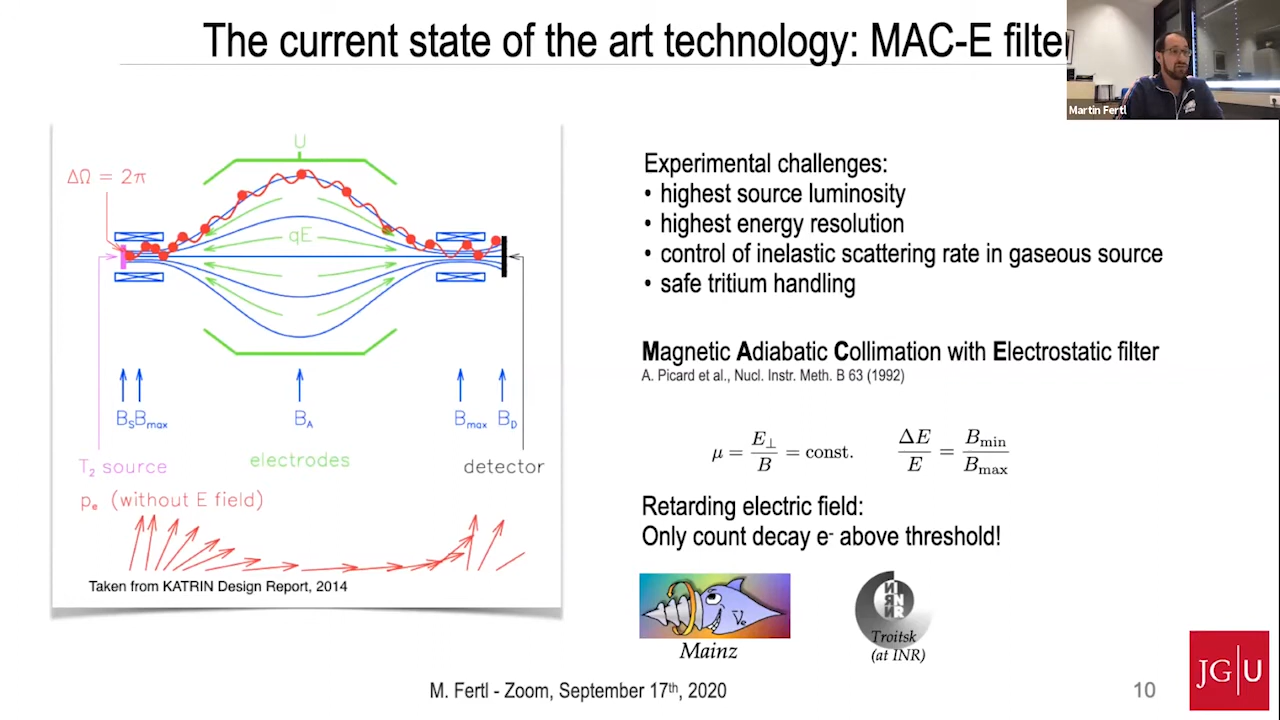 The current state of the art technology: MAC-E filter
Martin Fertl
U
ΔΩ = 2π
qE
B_S B_max B_A B_max B_D
T₂ source
electrodes
detector
pₑ (without E field)
Taken from KATRIN Design Report, 2014
Experimental challenges:
• highest source luminosity
• highest energy resolution
• control of inelastic scattering rate in gaseous source
• safe tritium handling
Magnetic Adiabatic Collimation with Electrostatic filter
A. Picard et al., Nucl. Instr. Meth. B 63 (1992)
μ = E⊥/B = const. ΔE/E = B_min/B_max
Retarding electric field:
Only count decay e⁻ above threshold!
νₑ
Mainz
Troitsk
(at INR)
M. Fertl - Zoom, September 17th, 2020
10
JG|U